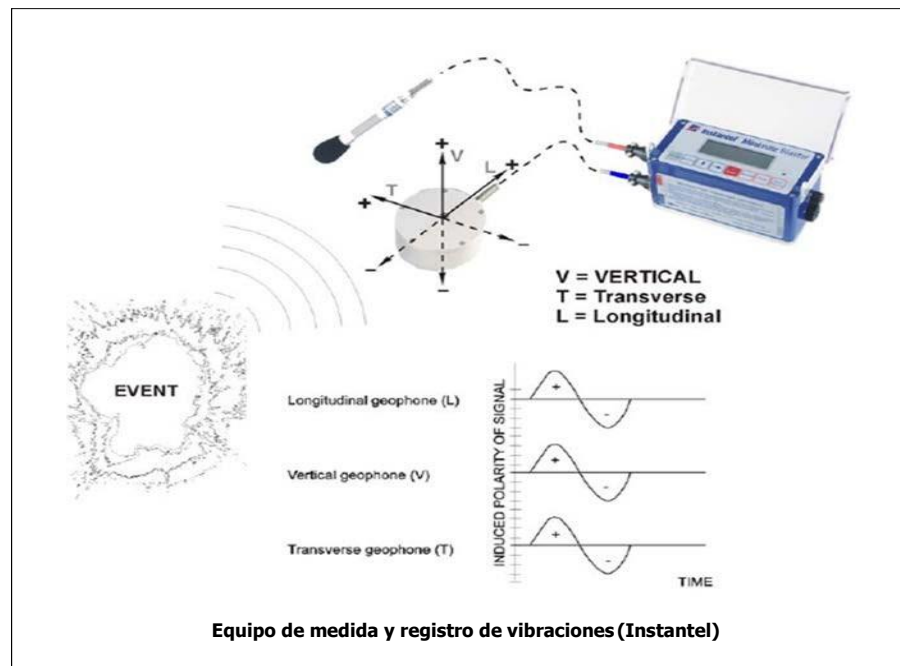 +
V
L
+
T
+
-
-
-
Instantel Minimate
V = VERTICAL
T = Transverse
L = Longitudinal
EVENT
INDUCED POLARITY OF SIGNAL
Longitudinal geophone (L)
+
-
Vertical geophone (V)
+
-
Transverse geophone (T)
+
-
TIME
Equipo de medida y registro de vibraciones (Instantel)